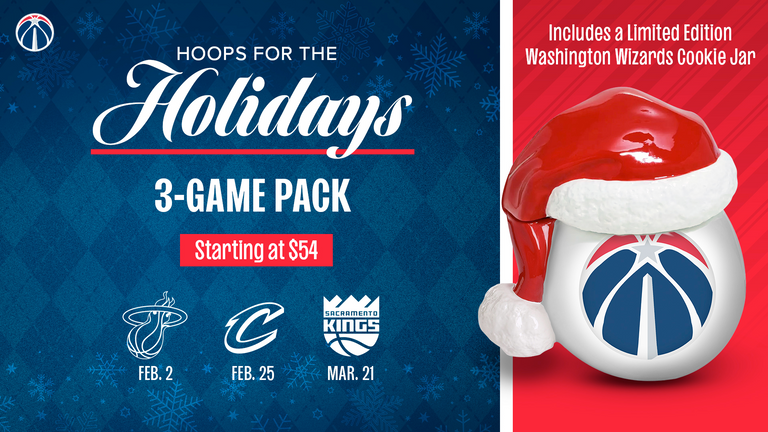 HOOPS FOR THE
Holidays
3-GAME PACK
Starting at $54
SACRAMENTO
KINGS
FEB. 2
FEB. 25
MAR. 21
Includes a Limited Edition
Washington Wizards Cookie Jar